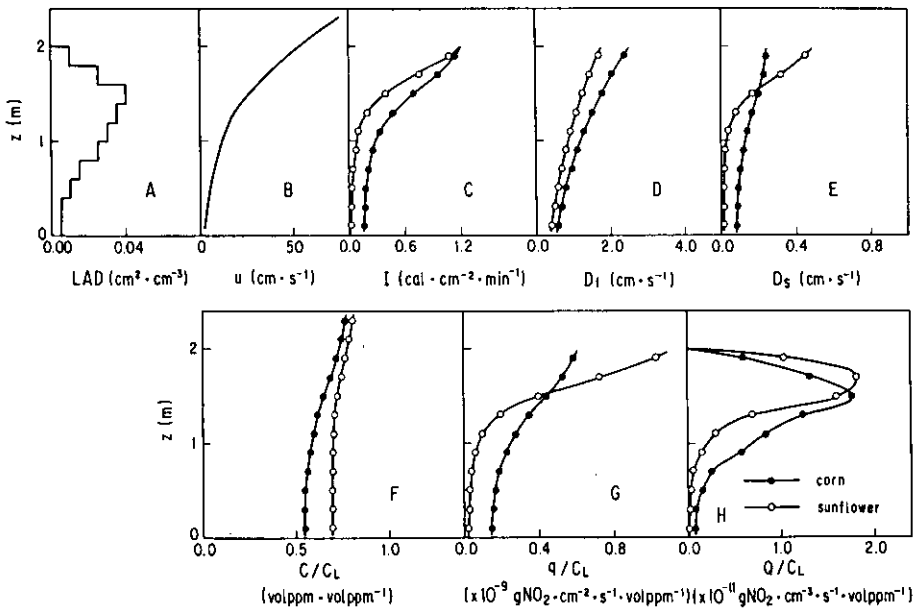 2
1
0
z (m)
A
B
C
D
E
0.00
0.04
0
50
0.0
0.6
1.2
0.0
2.0
4.0
0.0
0.4
0.8
LAD (cm²·cm⁻³)
u (cm·s⁻¹)
I (cal·cm⁻²·min⁻¹)
D₁ (cm·s⁻¹)
Dₛ (cm·s⁻¹)
2
1
0
z (m)
F
G
H
corn
sunflower
0.0
0.5
1.0
0.0
0.4
0.8
0.0
1.0
2.0
C/C_L
q/C_L
Q/C_L
(volppm·volppm⁻¹)
(×10⁻⁹ gNO₂·cm⁻²·s⁻¹·volppm⁻¹)
(×10⁻¹¹ gNO₂·cm⁻³·s⁻¹·volppm⁻¹)